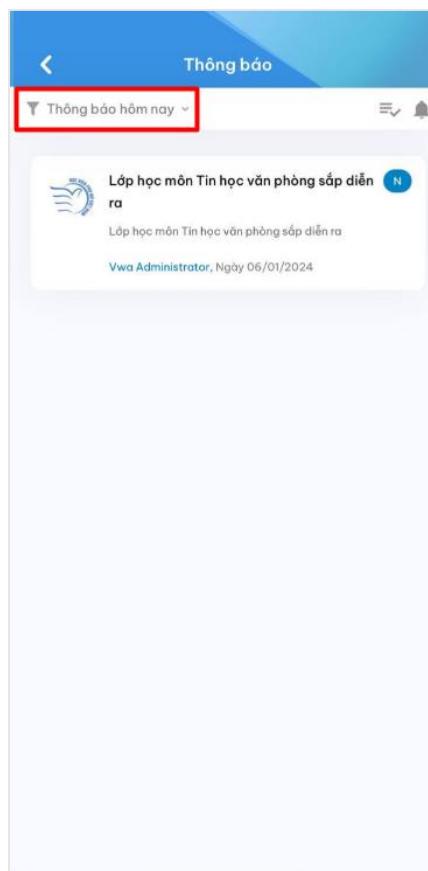 Thông báo
Thông báo hôm nay
Lớp học môn Tin học văn phòng sắp diễn
ra
N
Lớp học môn Tin học văn phòng sắp diễn ra
Vwa Administrator, Ngày 06/01/2024